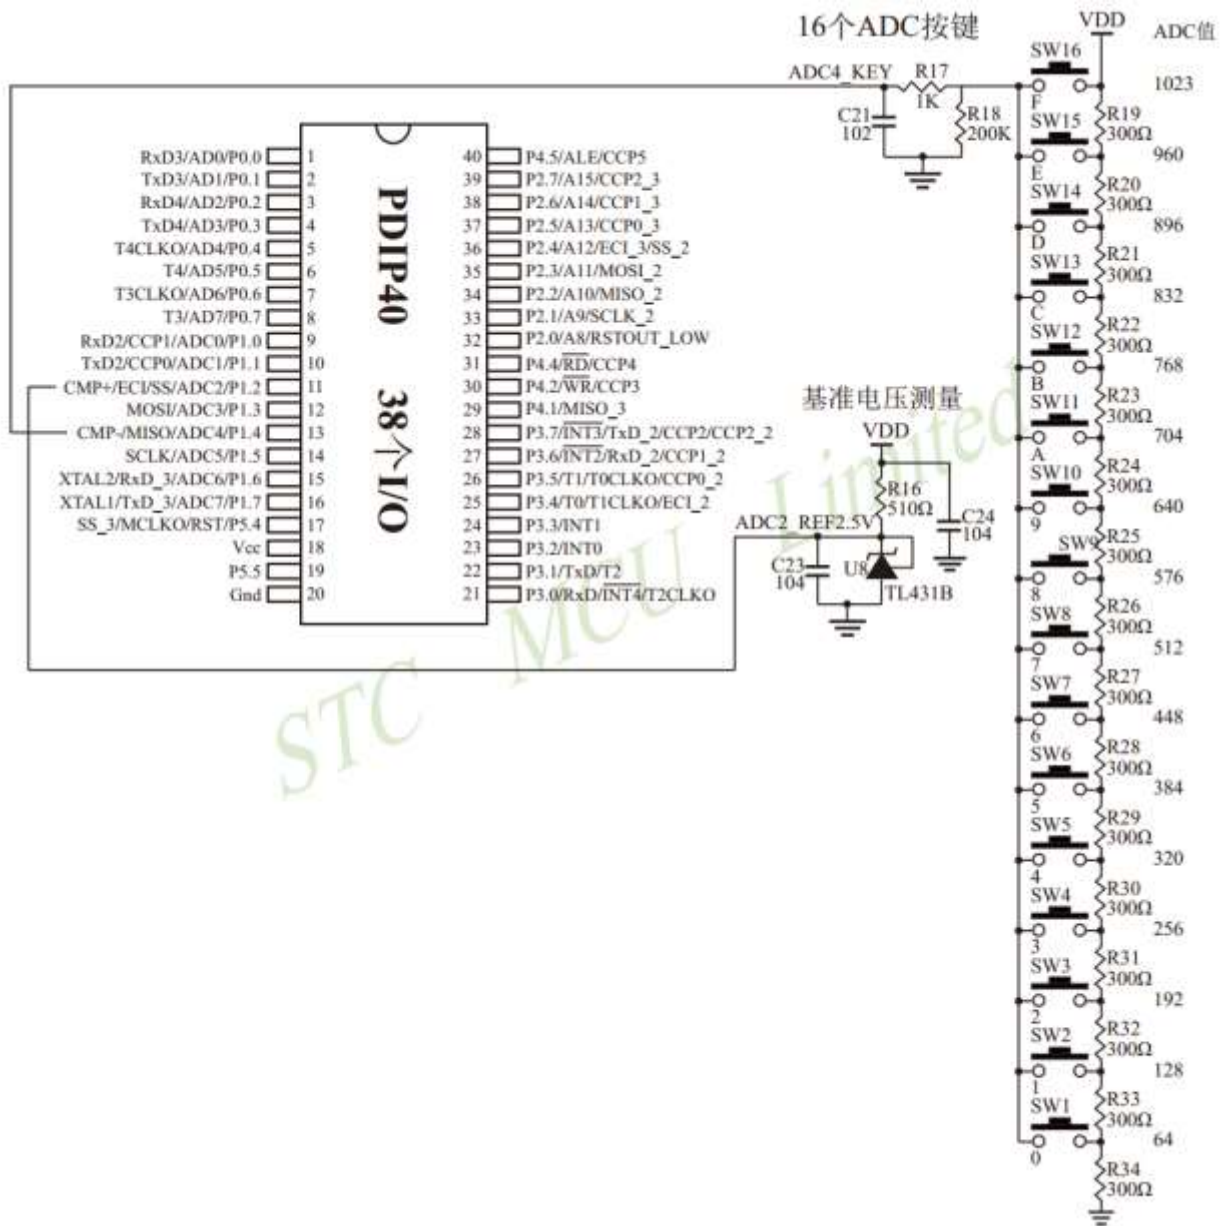 16个ADC按键
VDD
ADC值
ADC4_KEY
R17
1K
C21
102
R18
200K
SW16
1023
F
R19
300Ω
SW15
960
E
R20
300Ω
SW14
896
D
R21
300Ω
SW13
832
C
R22
300Ω
SW12
768
B
R23
300Ω
SW11
704
A
R24
300Ω
SW10
640
9
R25
300Ω
SW9
576
8
R26
300Ω
SW8
512
7
R27
300Ω
SW7
448
6
R28
300Ω
SW6
384
5
R29
300Ω
SW5
320
4
R30
300Ω
SW4
256
3
R31
300Ω
SW3
192
2
R32
300Ω
SW2
128
1
R33
300Ω
SW1
64
0
R34
300Ω
PDIP40 38个I/O
RxD3/AD0/P0.0 1
TxD3/AD1/P0.1 2
RxD4/AD2/P0.2 3
TxD4/AD3/P0.3 4
T4CLKO/AD4/P0.4 5
T4/AD5/P0.5 6
T3CLKO/AD6/P0.6 7
T3/AD7/P0.7 8
RxD2/CCP1/ADC0/P1.0 9
TxD2/CCP0/ADC1/P1.1 10
CMP+/ECI/SS/ADC2/P1.2 11
MOSI/ADC3/P1.3 12
CMP-/MISO/ADC4/P1.4 13
SCLK/ADC5/P1.5 14
XTAL2/RxD_3/ADC6/P1.6 15
XTAL1/TxD_3/ADC7/P1.7 16
SS_3/MCLKO/RST/P5.4 17
Vcc 18
P5.5 19
Gnd 20
40 P4.5/ALE/CCP5
39 P2.7/A15/CCP2_3
38 P2.6/A14/CCP1_3
37 P2.5/A13/CCP0_3
36 P2.4/A12/ECI_3/SS_2
35 P2.3/A11/MOSI_2
34 P2.2/A10/MISO_2
33 P2.1/A9/SCLK_2
32 P2.0/A8/RSTOUT_LOW
31 P4.4/RD/CCP4
30 P4.2/WR/CCP3
29 P4.1/MISO_3
28 P3.7/INT3/TxD_2/CCP2/CCP2_2
27 P3.6/INT2/RxD_2/CCP1_2
26 P3.5/T1/T0CLKO/CCP0_2
25 P3.4/T0/T1CLKO/ECI_2
24 P3.3/INT1
23 P3.2/INT0
22 P3.1/TxD/T2
21 P3.0/RxD/INT4/T2CLKO
基准电压测量
VDD
R16
510Ω
ADC2_REF2.5V
C24
104
C23
104
U8
TL431B
STC MCU Limited